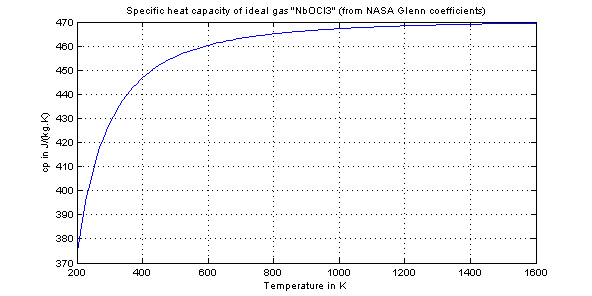 Specific heat capacity of ideal gas "NbOCl3" (from NASA Glenn coefficients)
470
460
450
440
430
420
410
400
390
380
370
cp in J/(kg.K)
200 400 600 800 1000 1200 1400 1600
Temperature in K